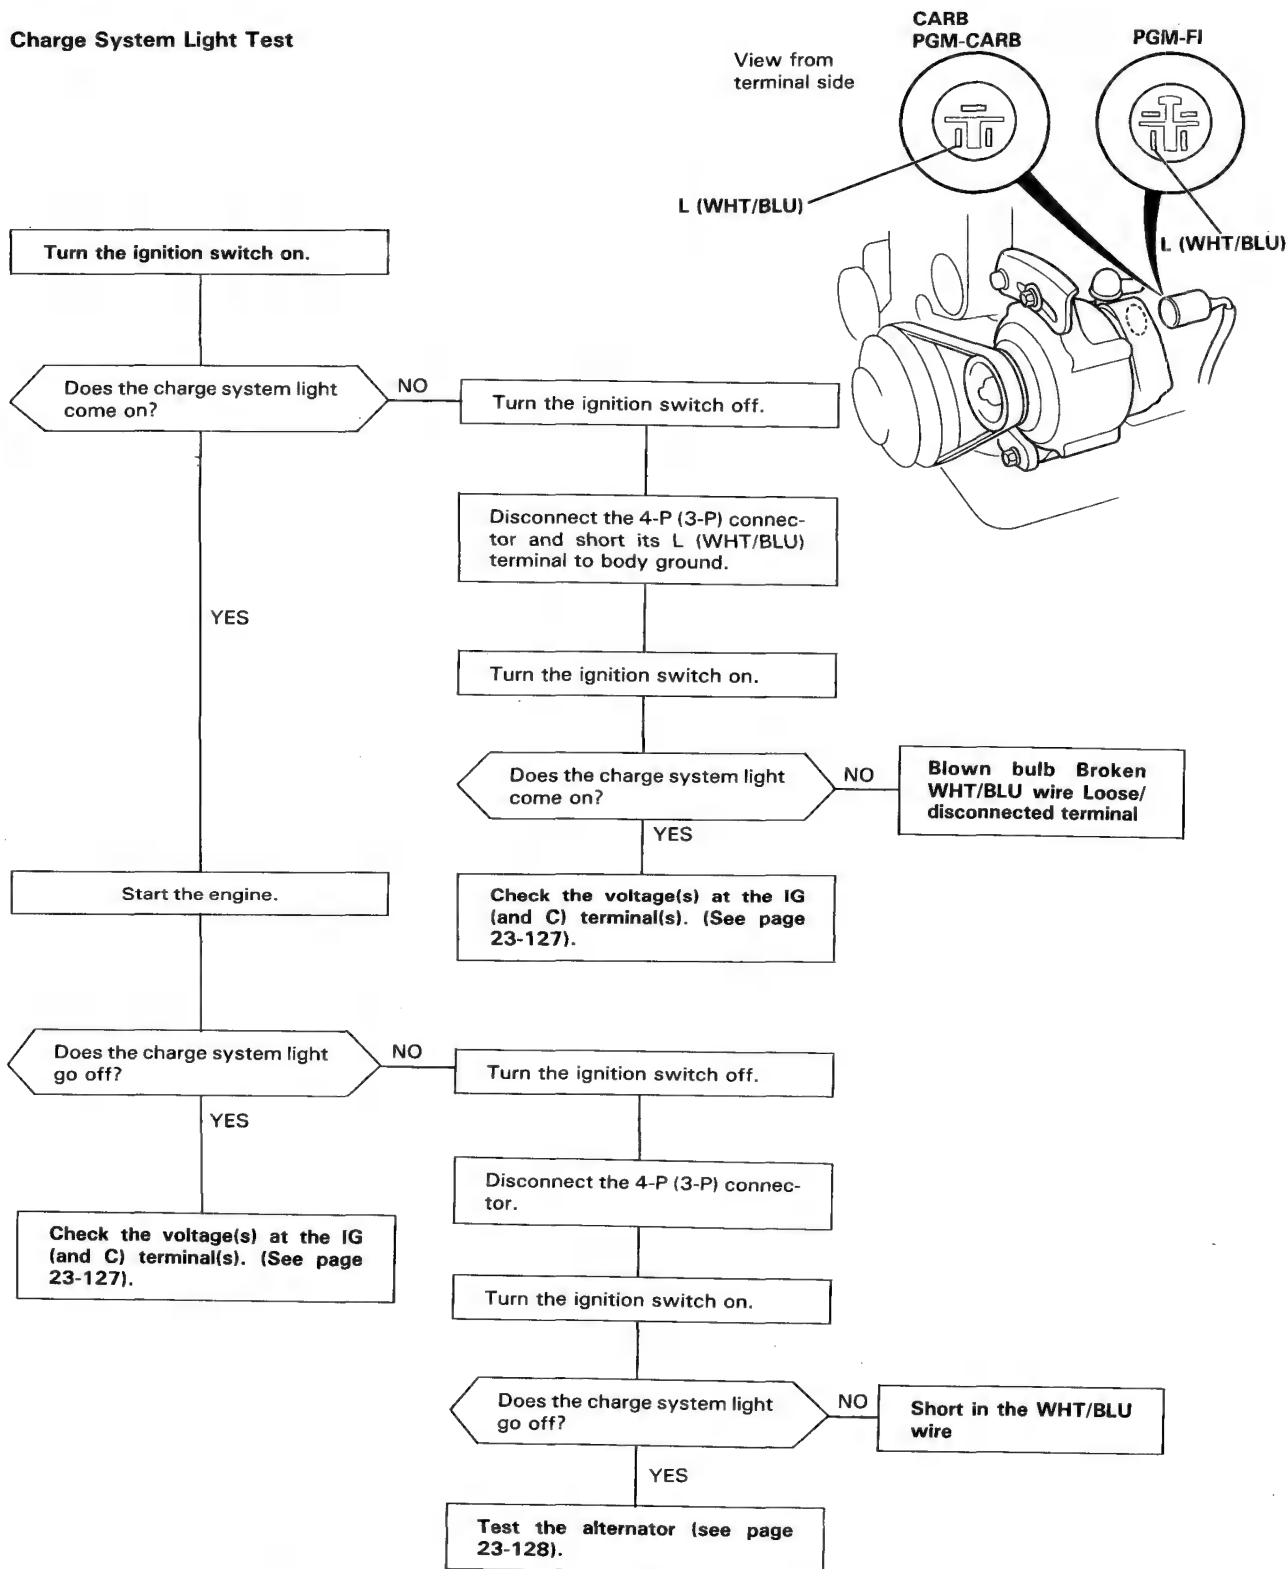 Charge System Light Test
CARB
PGM-CARB
PGM-FI
View from
terminal side
L (WHT/BLU)
L (WHT/BLU)
Turn the ignition switch on.
Does the charge system light
come on?
NO
Turn the ignition switch off.
Disconnect the 4-P (3-P) connec-
tor and short its L (WHT/BLU)
terminal to body ground.
YES
Turn the ignition switch on.
Does the charge system light
come on?
NO
Blown bulb Broken
WHT/BLU wire Loose/
disconnected terminal
YES
Start the engine.
Check the voltage(s) at the IG
(and C) terminal(s). (See page
23-127).
Does the charge system light
go off?
NO
Turn the ignition switch off.
YES
Disconnect the 4-P (3-P) connec-
tor.
Check the voltage(s) at the IG
(and C) terminal(s). (See page
23-127).
Turn the ignition switch on.
Does the charge system light
go off?
NO
Short in the WHT/BLU
wire
YES
Test the alternator (see page
23-128).